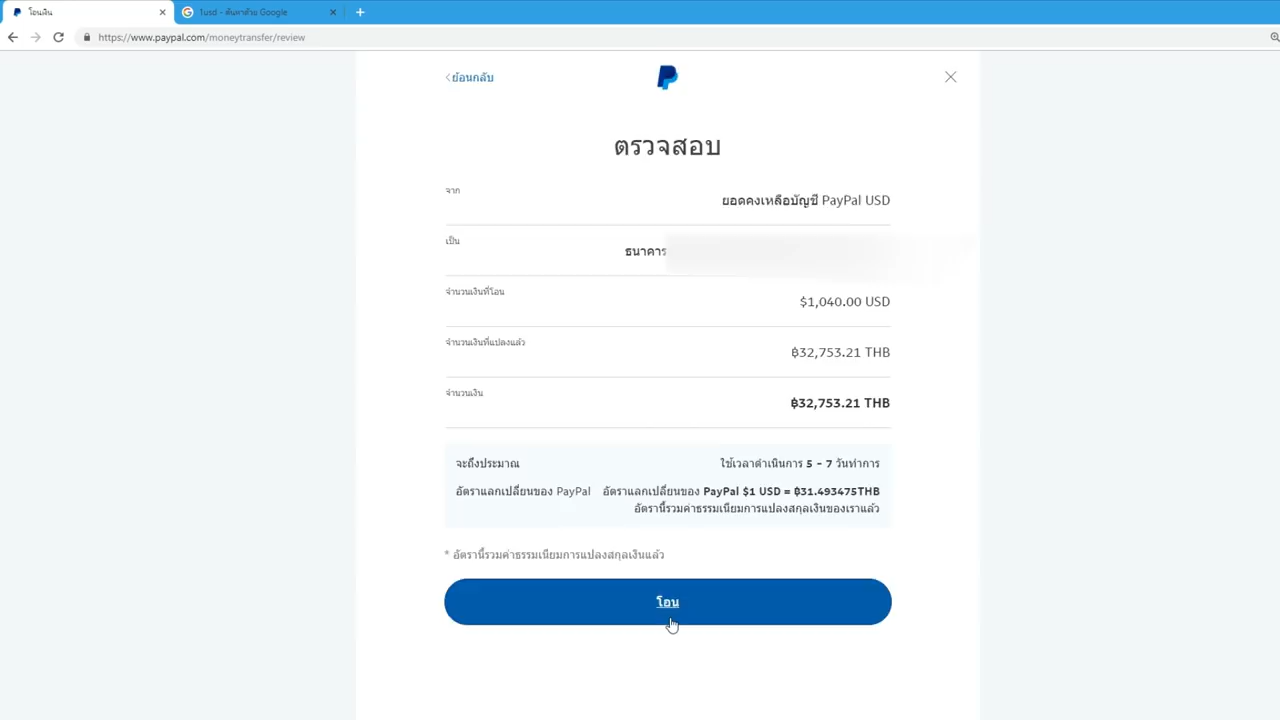 โอนเงิน
1usd - ค้นหาด้วย Google
https://www.paypal.com/moneytransfer/review
ย้อนกลับ
ตรวจสอบ
จาก
ยอดคงเหลือบัญชี PayPal USD
เป็น
ธนาคาร
จำนวนเงินที่โอน
$1,040.00 USD
จำนวนเงินที่แปลงแล้ว
฿32,753.21 THB
จำนวนเงิน
฿32,753.21 THB
จะถึงประมาณ
ใช้เวลาดำเนินการ 5 - 7 วันทำการ
อัตราแลกเปลี่ยนของ PayPal
อัตราแลกเปลี่ยนของ PayPal $1 USD = ฿31.493475THB
อัตรานี้รวมค่าธรรมเนียมการแปลงสกุลเงินของเราแล้ว
* อัตรานี้รวมค่าธรรมเนียมการแปลงสกุลเงินแล้ว
โอน